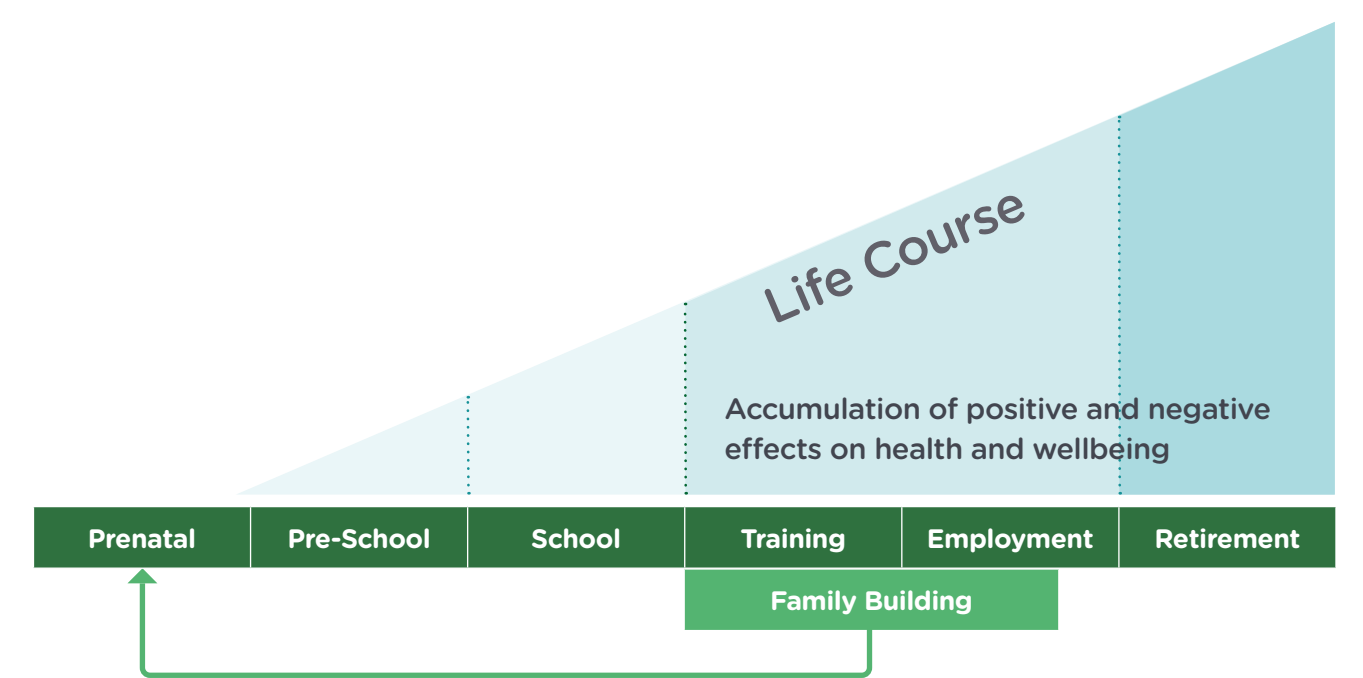 Life Course
Accumulation of positive and negative
effects on health and wellbeing
Prenatal
Pre-School
School
Training
Employment
Retirement
Family Building